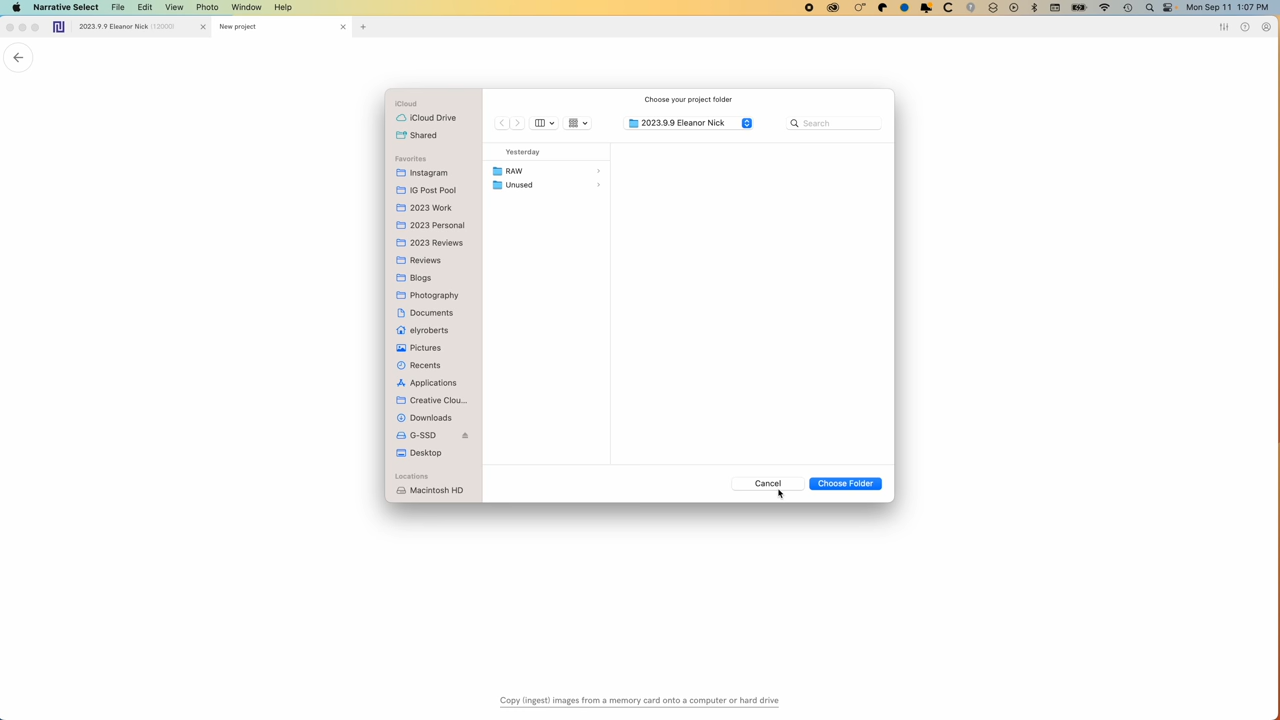 Narrative Select File Edit View Photo Window Help Mon Sep 11 1:07 PM
2023.9.9 Eleanor Nick (12000) New project
Choose your project folder
2023.9.9 Eleanor Nick Search
iCloud
iCloud Drive
Shared
Favorites
Instagram
IG Post Pool
2023 Work
2023 Personal
2023 Reviews
Reviews
Blogs
Photography
Documents
elyroberts
Pictures
Recents
Applications
Creative Clou...
Downloads
G-SSD
Desktop
Locations
Macintosh HD
Yesterday
RAW
Unused
Cancel Choose Folder
Copy (ingest) images from a memory card onto a computer or hard drive